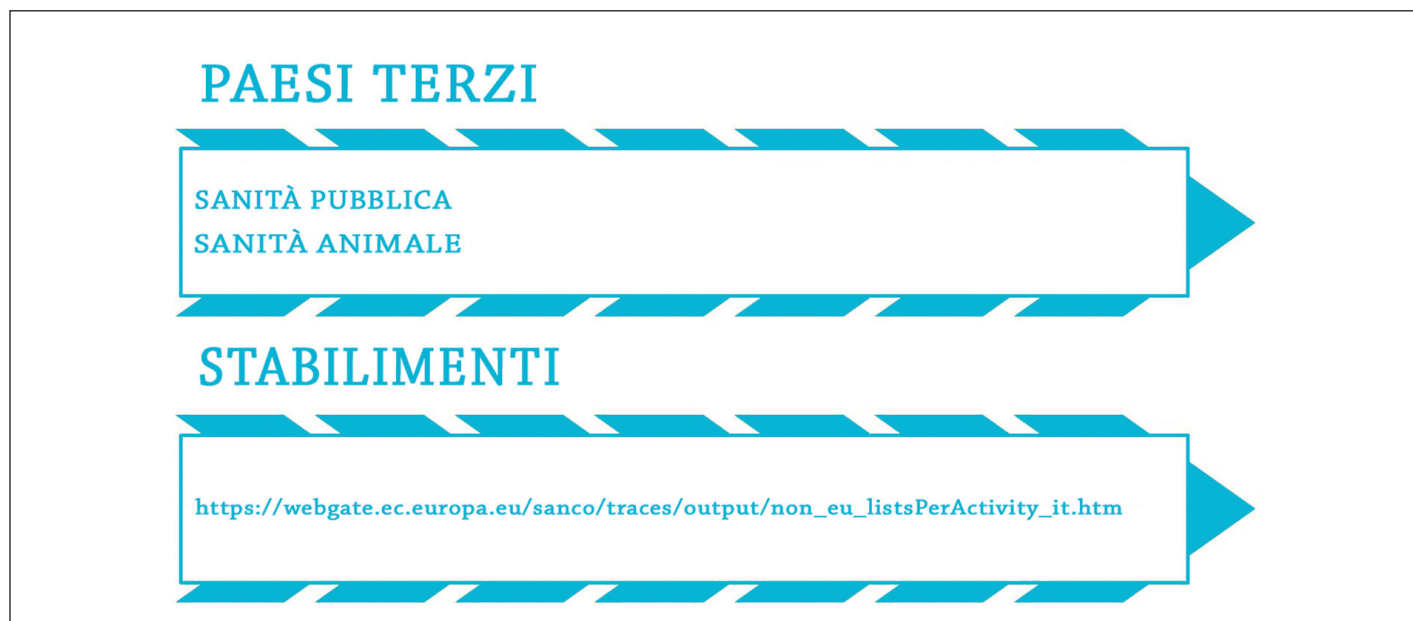 PAESI TERZI
SANITÀ PUBBLICA
SANITÀ ANIMALE
STABILIMENTI
https://webgate.ec.europa.eu/sanco/traces/output/non_eu_listsPerActivity_it.htm